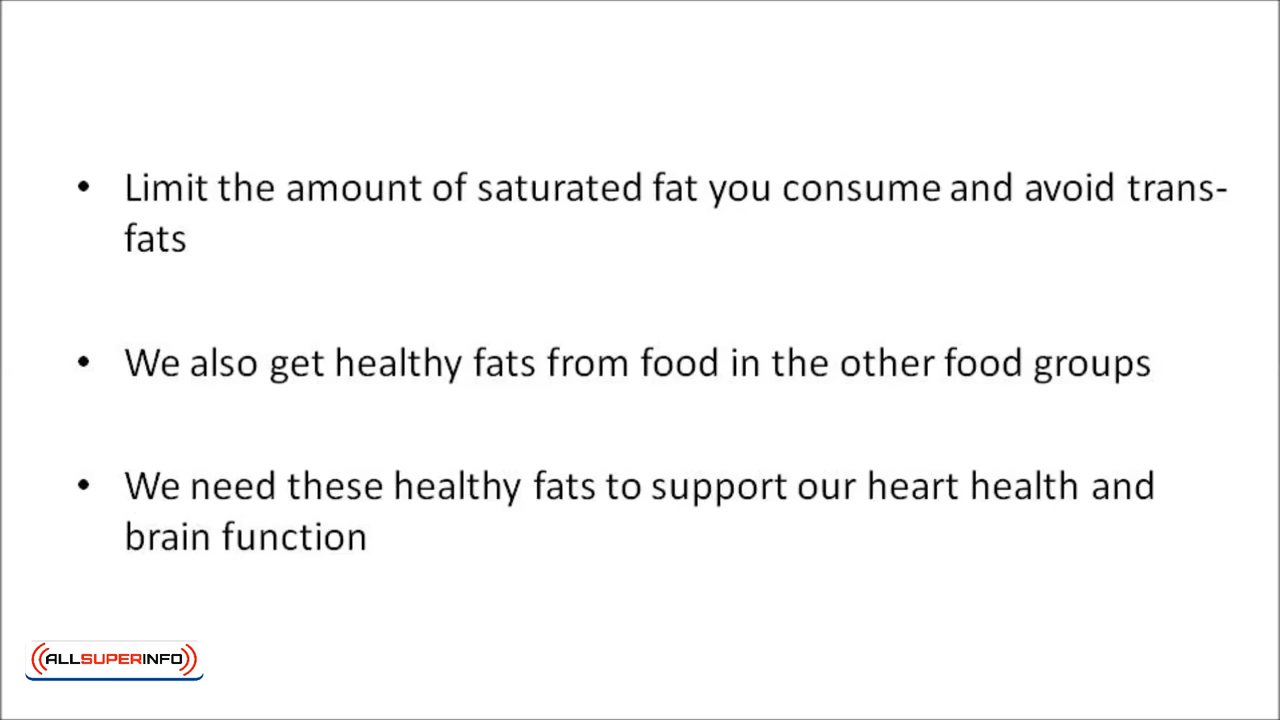 • Limit the amount of saturated fat you consume and avoid trans-
fats
• We also get healthy fats from food in the other food groups
• We need these healthy fats to support our heart health and
brain function
ALLSUPERINFO